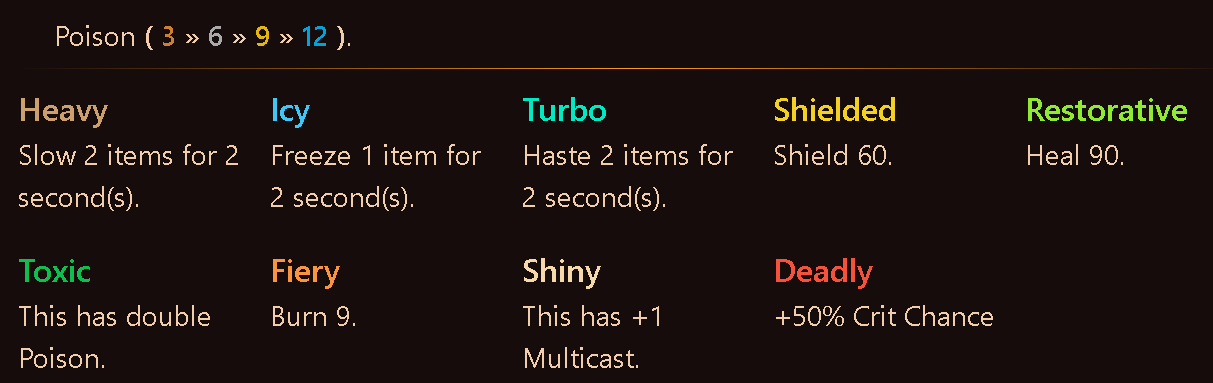 Poison ( 3 » 6 » 9 » 12 ).
Heavy
Slow 2 items for 2
second(s).
Icy
Freeze 1 item for
2 second(s).
Turbo
Haste 2 items for
2 second(s).
Shielded
Shield 60.
Restorative
Heal 90.
Toxic
This has double
Poison.
Fiery
Burn 9.
Shiny
This has +1
Multicast.
Deadly
+50% Crit Chance